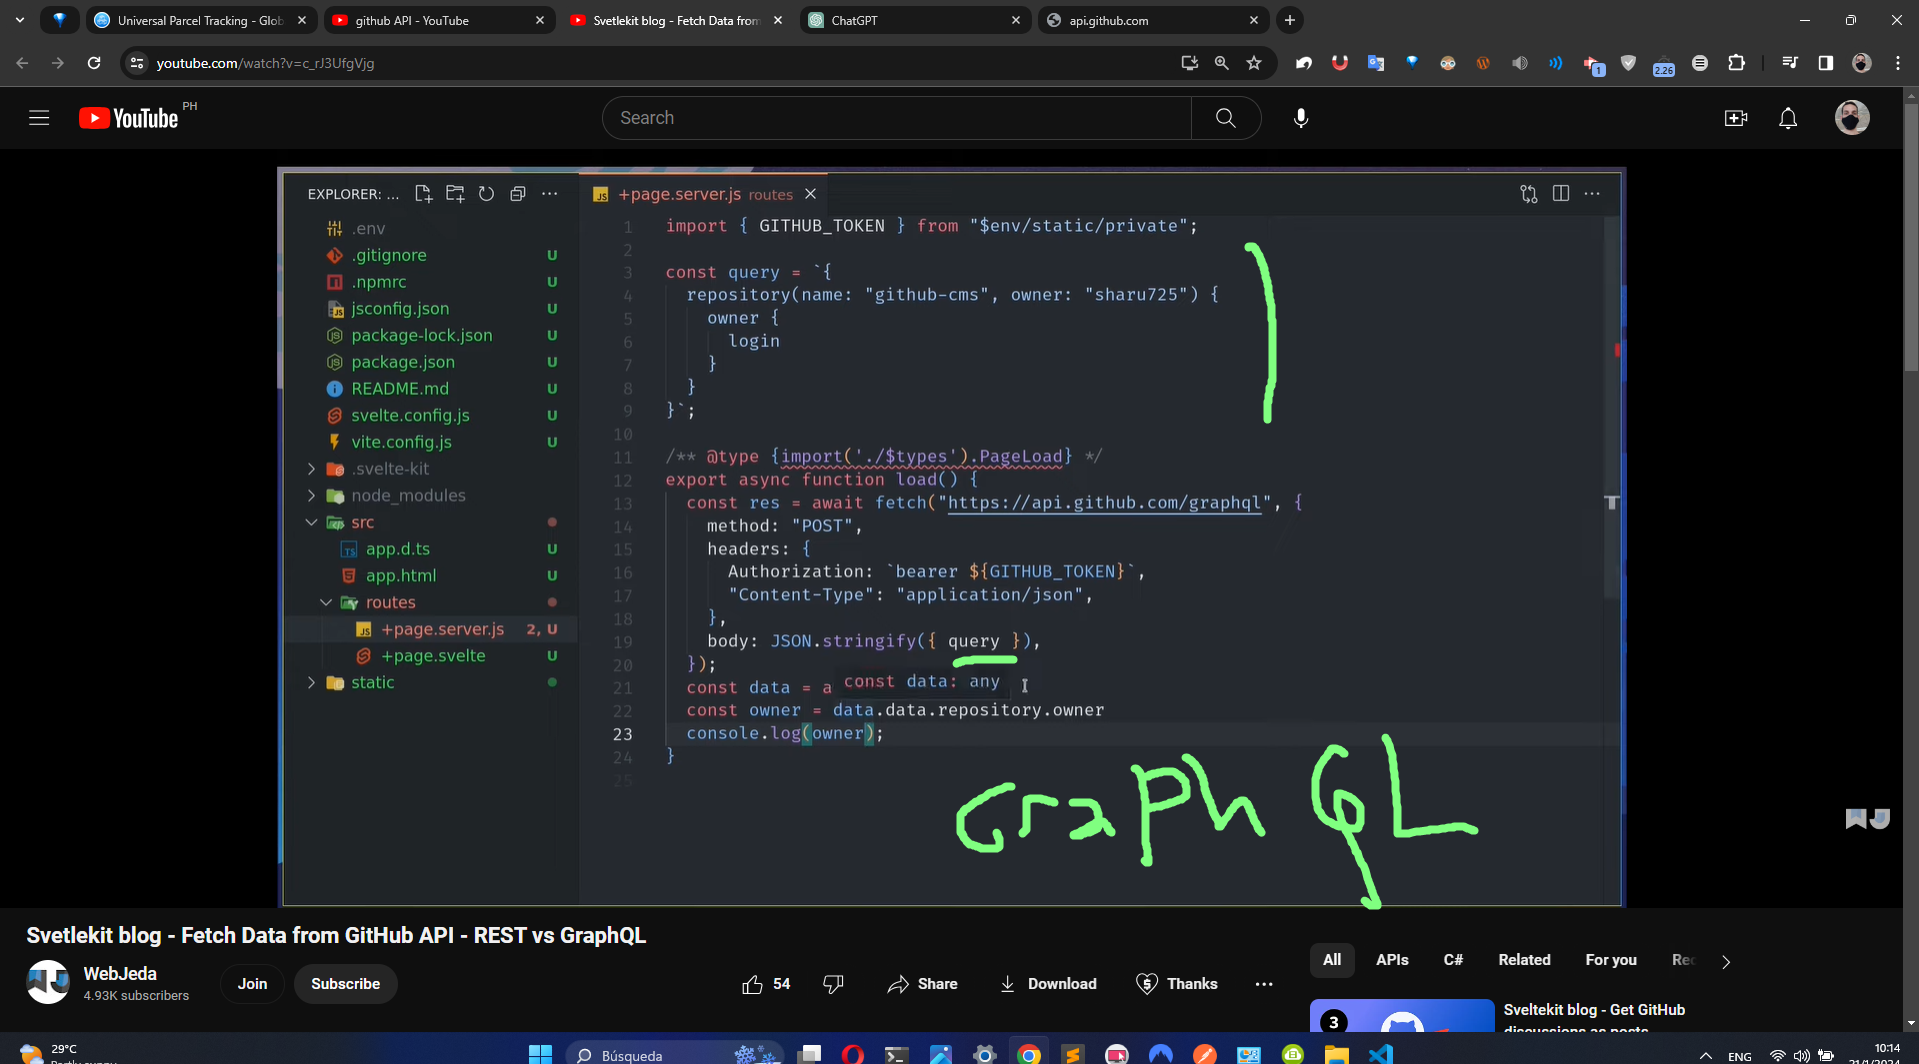 Universal Parcel Tracking - Glob
github API - YouTube
Svetlekit blog - Fetch Data from
ChatGPT
api.github.com
youtube.com/watch?v=c_rJ3UfgVjg
1
2.26
YouTube PH
Search
EXPLORER: ...
+page.server.js routes
.env
.gitignore U
.npmrc U
jsconfig.json U
package-lock.json U
package.json U
README.md U
svelte.config.js U
vite.config.js U
.svelte-kit
node_modules
src
app.d.ts U
app.html U
routes
+page.server.js 2, U
+page.svelte U
static
1 import { GITHUB_TOKEN } from "$env/static/private";
2
3 const query = `{
4 repository(name: "github-cms", owner: "sharu725") {
5 owner {
6 login
7 }
8 }
9 }`;
10
11 /** @type {import('./$types').PageLoad} */
12 export async function load() {
13 const res = await fetch("https://api.github.com/graphql", {
14 method: "POST",
15 headers: {
16 Authorization: `bearer ${GITHUB_TOKEN}`,
17 "Content-Type": "application/json",
18 },
19 body: JSON.stringify({ query }),
20 });
21 const data = a const data: any
22 const owner = data.data.repository.owner
23 console.log(owner);
24 }
25
GraPh QL
Svetlekit blog - Fetch Data from GitHub API - REST vs GraphQL
WebJeda
4.93K subscribers
Join
Subscribe
54
Share
Download
Thanks
All
APIs
C#
Related
For you
Rec
3
Sveltekit blog - Get GitHub
discussions as posts
29°C
Búsqueda
ENG
10:14